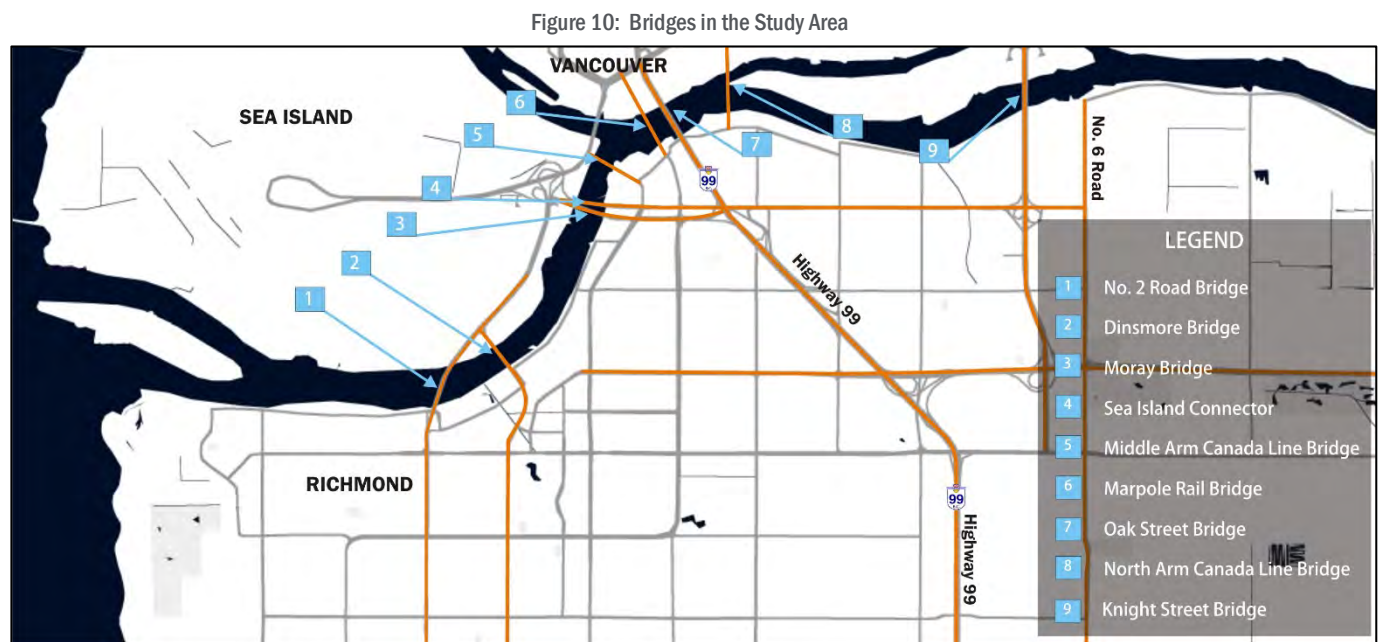 Figure 10: Bridges in the Study Area
VANCOUVER
SEA ISLAND
6
5
8
7
9
No. 6 Road
4
99
3
2
1
Highway 99
LEGEND
1 No. 2 Road Bridge
2 Dinsmore Bridge
3 Moray Bridge
4 Sea Island Connector
5 Middle Arm Canada Line Bridge
6 Marpole Rail Bridge
7 Oak Street Bridge
8 North Arm Canada Line Bridge
9 Knight Street Bridge
RICHMOND
99
Highway 99